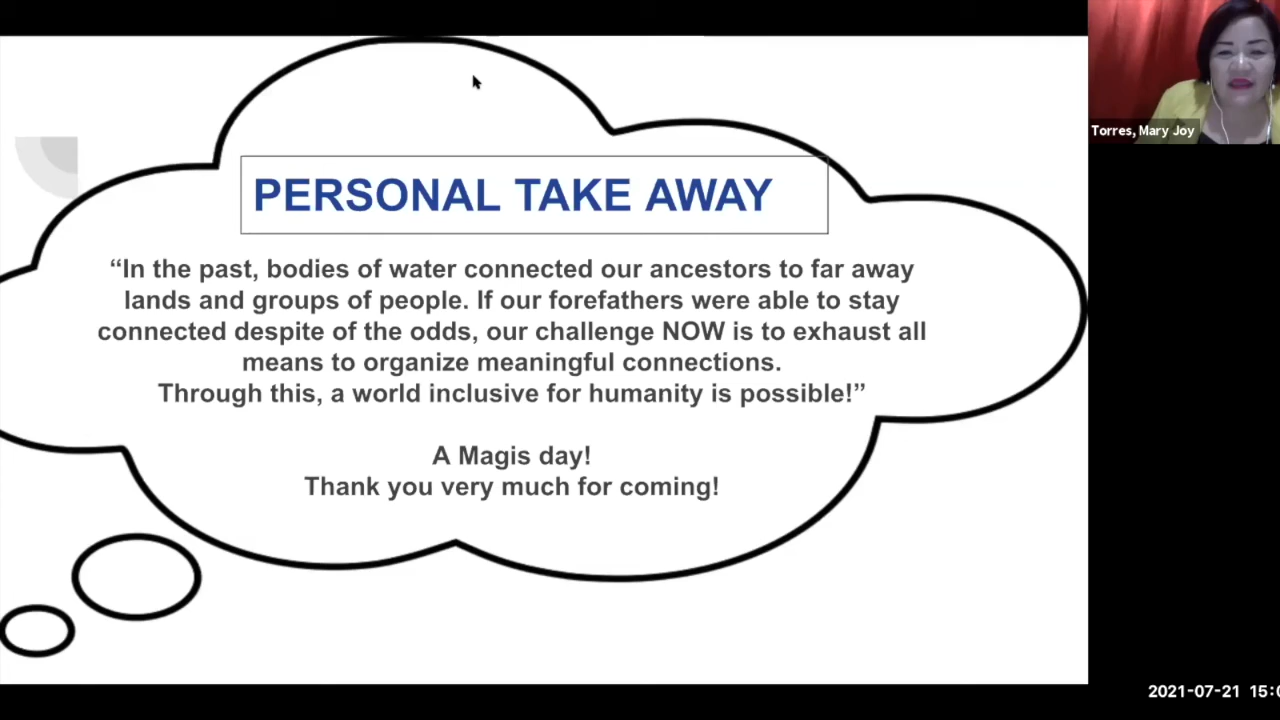 Torres, Mary Joy
PERSONAL TAKE AWAY
“In the past, bodies of water connected our ancestors to far away
lands and groups of people. If our forefathers were able to stay
connected despite of the odds, our challenge NOW is to exhaust all
means to organize meaningful connections.
Through this, a world inclusive for humanity is possible!”
A Magis day!
Thank you very much for coming!
2021-07-21 15:0